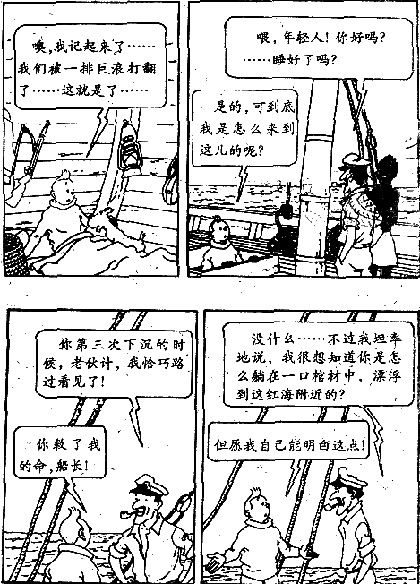 噢，我记起来了……
我们被一排巨浪打翻
了……这就是了……
喂，年轻人！你好吗？
……睡好了吗？
是的，可到底
我是怎么来到
这儿的呢？
你第三次下沉的时
候，老伙计，我恰巧路
过看见了！
你救了我
的命，船长！
没什么……不过我坦率
地说，我很想知道你是怎
么躺在一口棺材中，漂浮
到这红海附近的？
但愿我自己能明白这点！